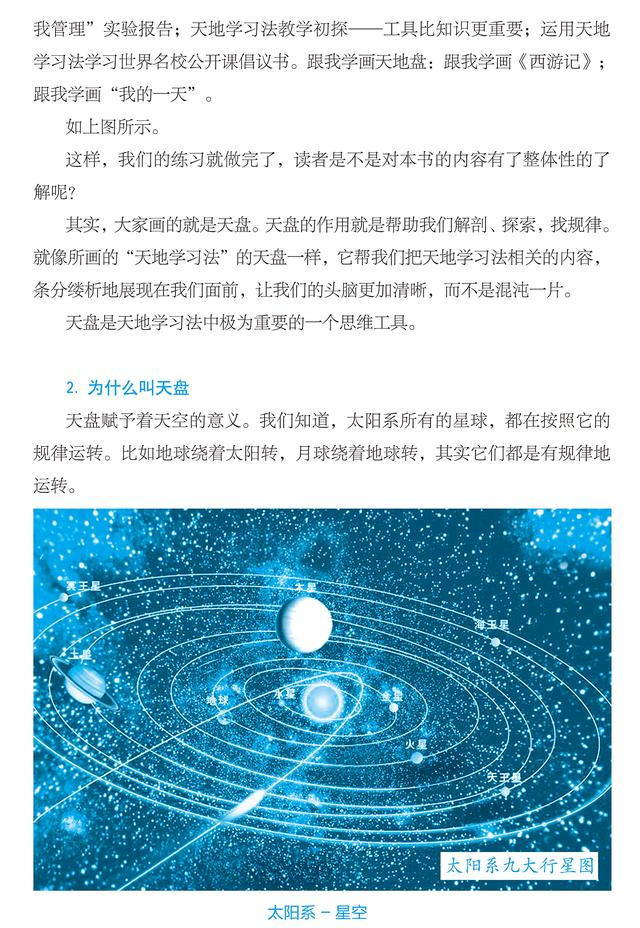 我管理”实验报告；天地学习法教学初探——工具比知识更重要；运用天地
学习法学习世界名校公开课倡议书。跟我学画天地盘：跟我学画《西游记》；
跟我学画“我的一天”。
如上图所示。
这样，我们的练习就做完了，读者是不是对本书的内容有了整体性的了
解呢？
其实，大家画的就是天盘。天盘的作用就是帮助我们解剖、探索，找规律。
就像所画的“天地学习法”的天盘一样，它帮我们把天地学习法相关的内容，
条分缕析地展现在我们面前，让我们的头脑更加清晰，而不是混沌一片。
天盘是天地学习法中极为重要的一个思维工具。
2. 为什么叫天盘
天盘赋予着天空的意义。我们知道，太阳系所有的星球，都在按照它的
规律运转。比如地球绕着太阳转，月球绕着地球转，其实它们都是有规律地
运转。
冥王星
木星
海王星
土星
地球
水星
金星
火星
天王星
太阳系九大行星图
太阳系 – 星空